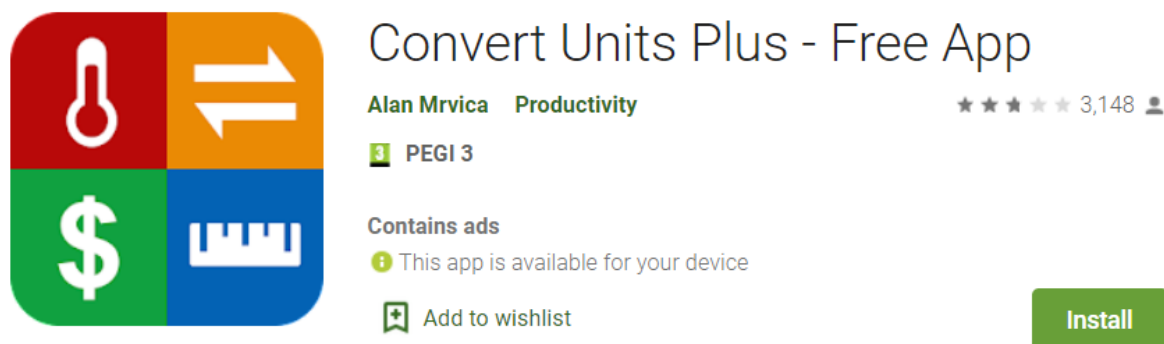 Convert Units Plus - Free App
Alan Mrvica Productivity 3,148
3 PEGI 3
Contains ads
This app is available for your device
Add to wishlist
Install
$